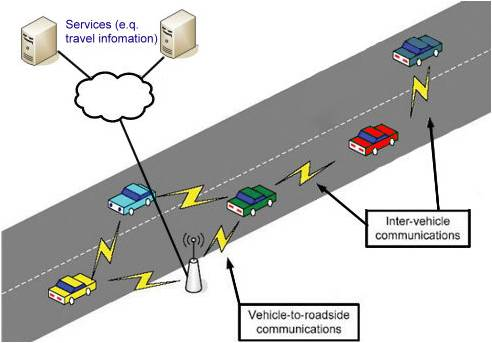 Services (e.q.
travel infomation)
Inter-vehicle
communications
Vehicle-to-roadside
communications